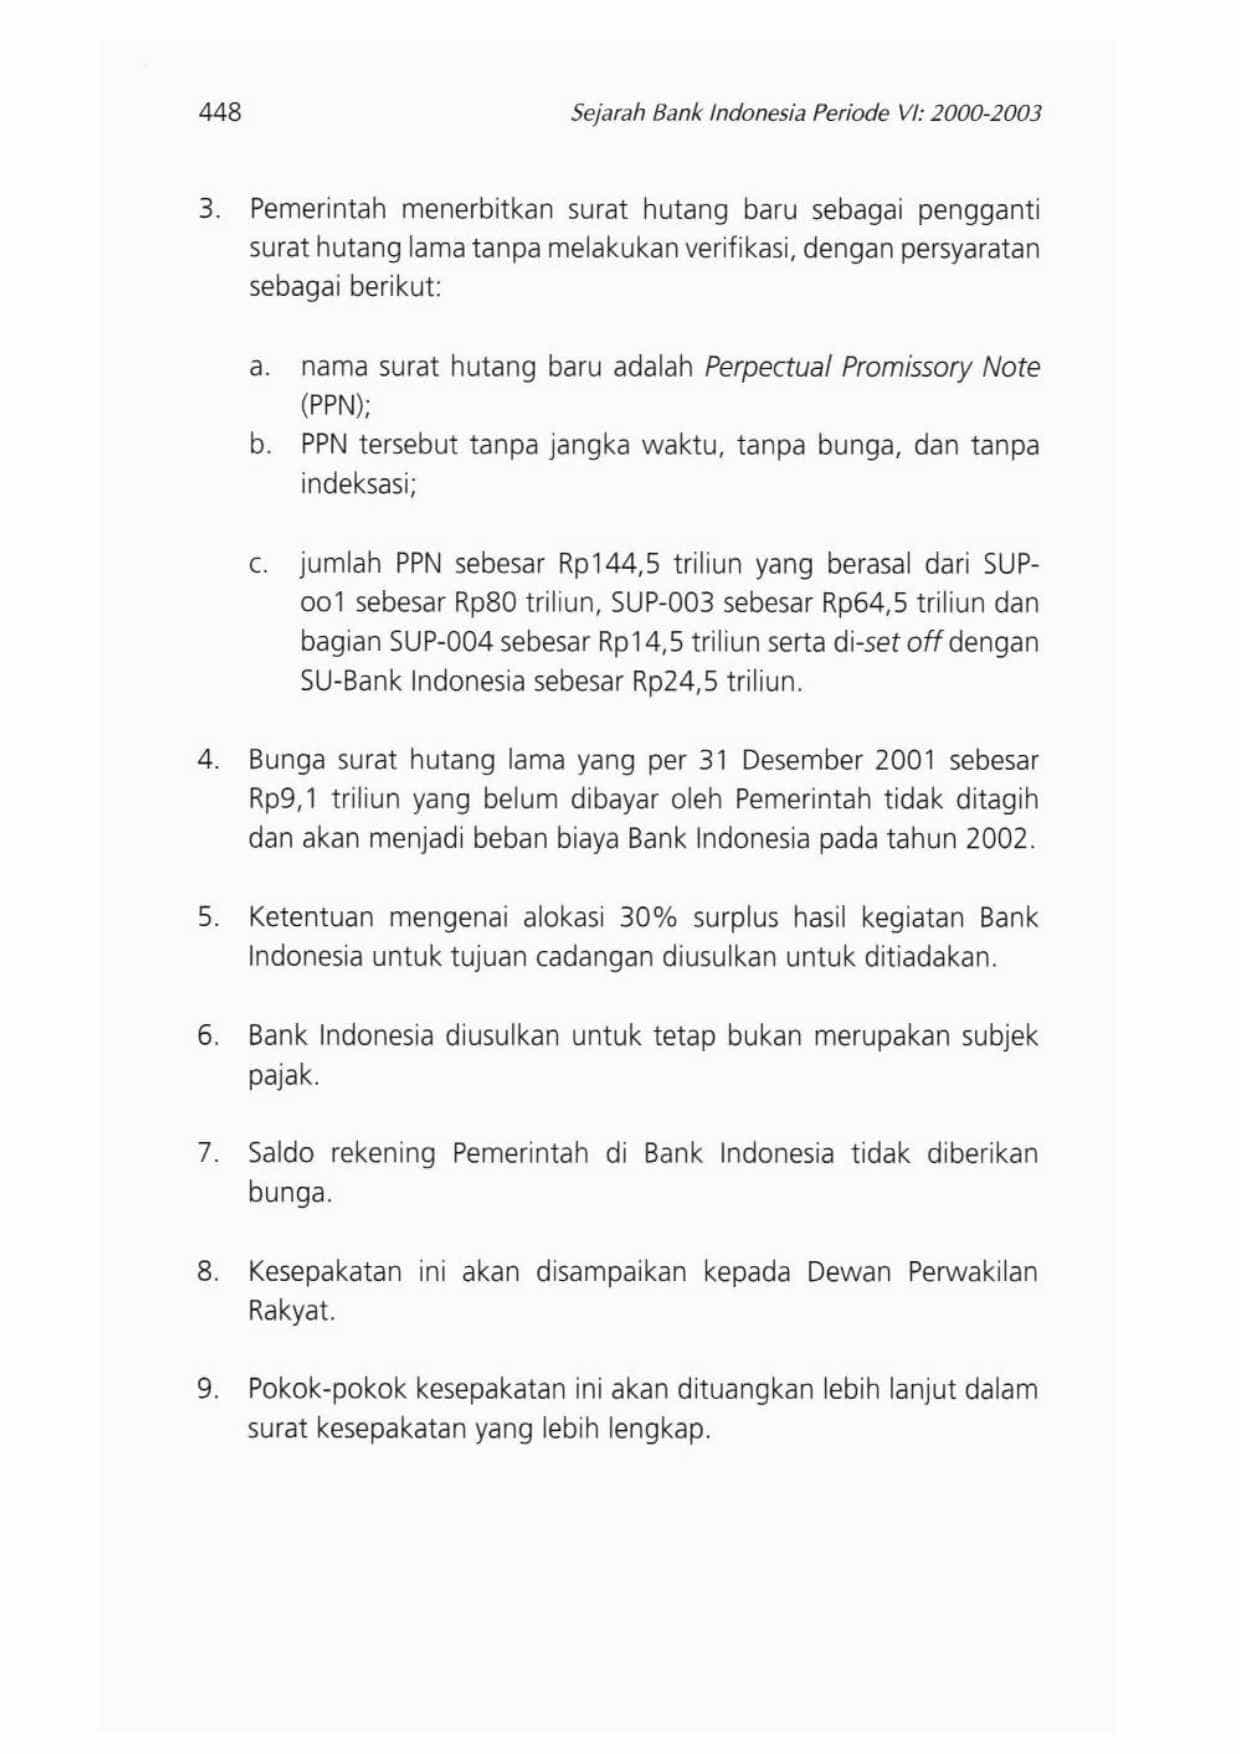 448
Sejarah Bank Indonesia Periode VI: 2000-2003
3. Pemerintah menerbitkan surat hutang baru sebagai pengganti
surat hutang lama tanpa melakukan verifikasi, dengan persyaratan
sebagai berikut:
a. nama surat hutang baru adalah Perpectual Promissory Note
(PPN);
b. PPN tersebut tanpa jangka waktu, tanpa bunga, dan tanpa
indeksasi;
c. jumlah PPN sebesar Rp144,5 triliun yang berasal dari SUP-
oo1 sebesar Rp80 triliun, SUP-003 sebesar Rp64,5 triliun dan
bagian SUP-004 sebesar Rp14,5 triliun serta di-set off dengan
SU-Bank Indonesia sebesar Rp24,5 triliun.
4. Bunga surat hutang lama yang per 31 Desember 2001 sebesar
Rp9,1 triliun yang belum dibayar oleh Pemerintah tidak ditagih
dan akan menjadi beban biaya Bank Indonesia pada tahun 2002.
5. Ketentuan mengenai alokasi 30% surplus hasil kegiatan Bank
Indonesia untuk tujuan cadangan diusulkan untuk ditiadakan.
6. Bank Indonesia diusulkan untuk tetap bukan merupakan subjek
pajak.
7. Saldo rekening Pemerintah di Bank Indonesia tidak diberikan
bunga.
8. Kesepakatan ini akan disampaikan kepada Dewan Perwakilan
Rakyat.
9. Pokok-pokok kesepakatan ini akan dituangkan lebih lanjut dalam
surat kesepakatan yang lebih lengkap.